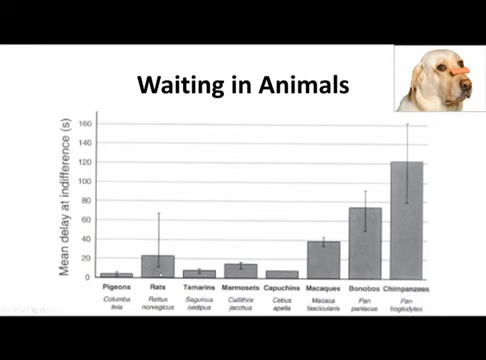 Waiting in Animals
Mean delay at indifference (s)
160
140
120
100
80
60
40
20
0
Pigeons Rats Tamarins Marmosets Capuchins Macaques Bonobos Chimpanzees
Columba Rattus Saguinus Callithrix Cebus Macaca Pan Pan
livia norvegicus oedipus jacchus apella fascicularis paniscus troglodytes